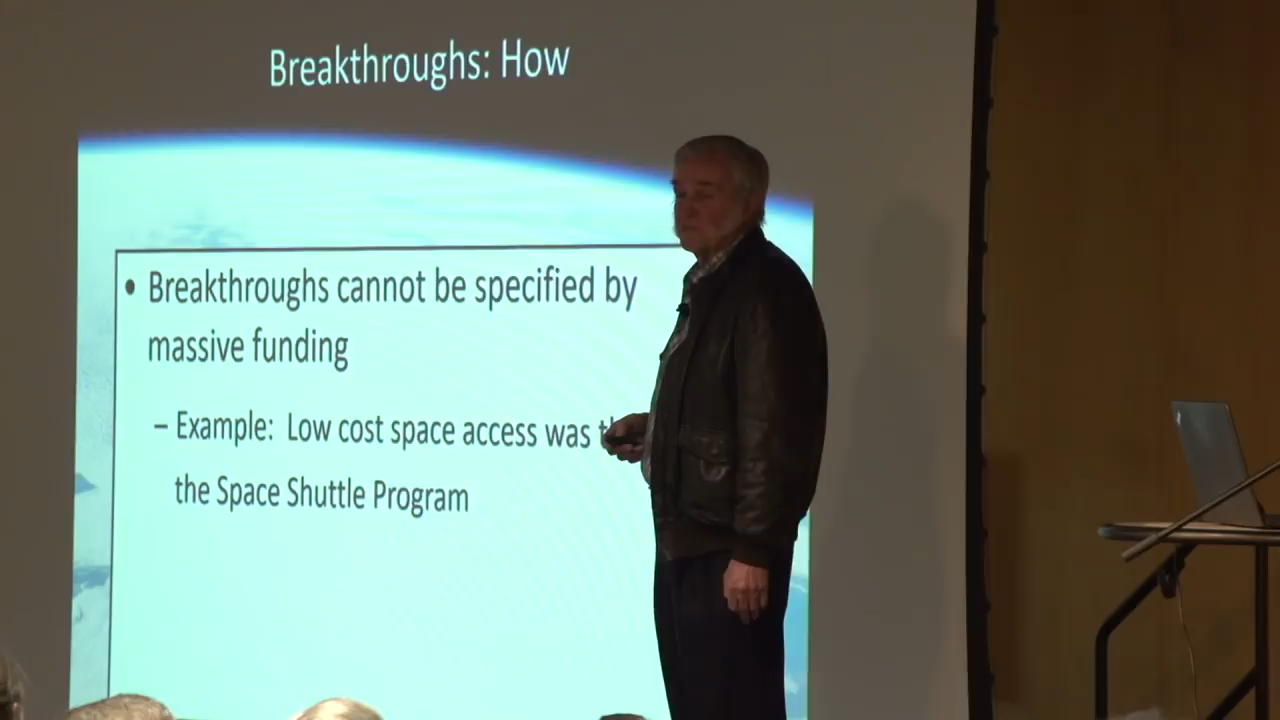 Breakthroughs: How
• Breakthroughs cannot be specified by
massive funding
– Example: Low cost space access was
the Space Shuttle Program